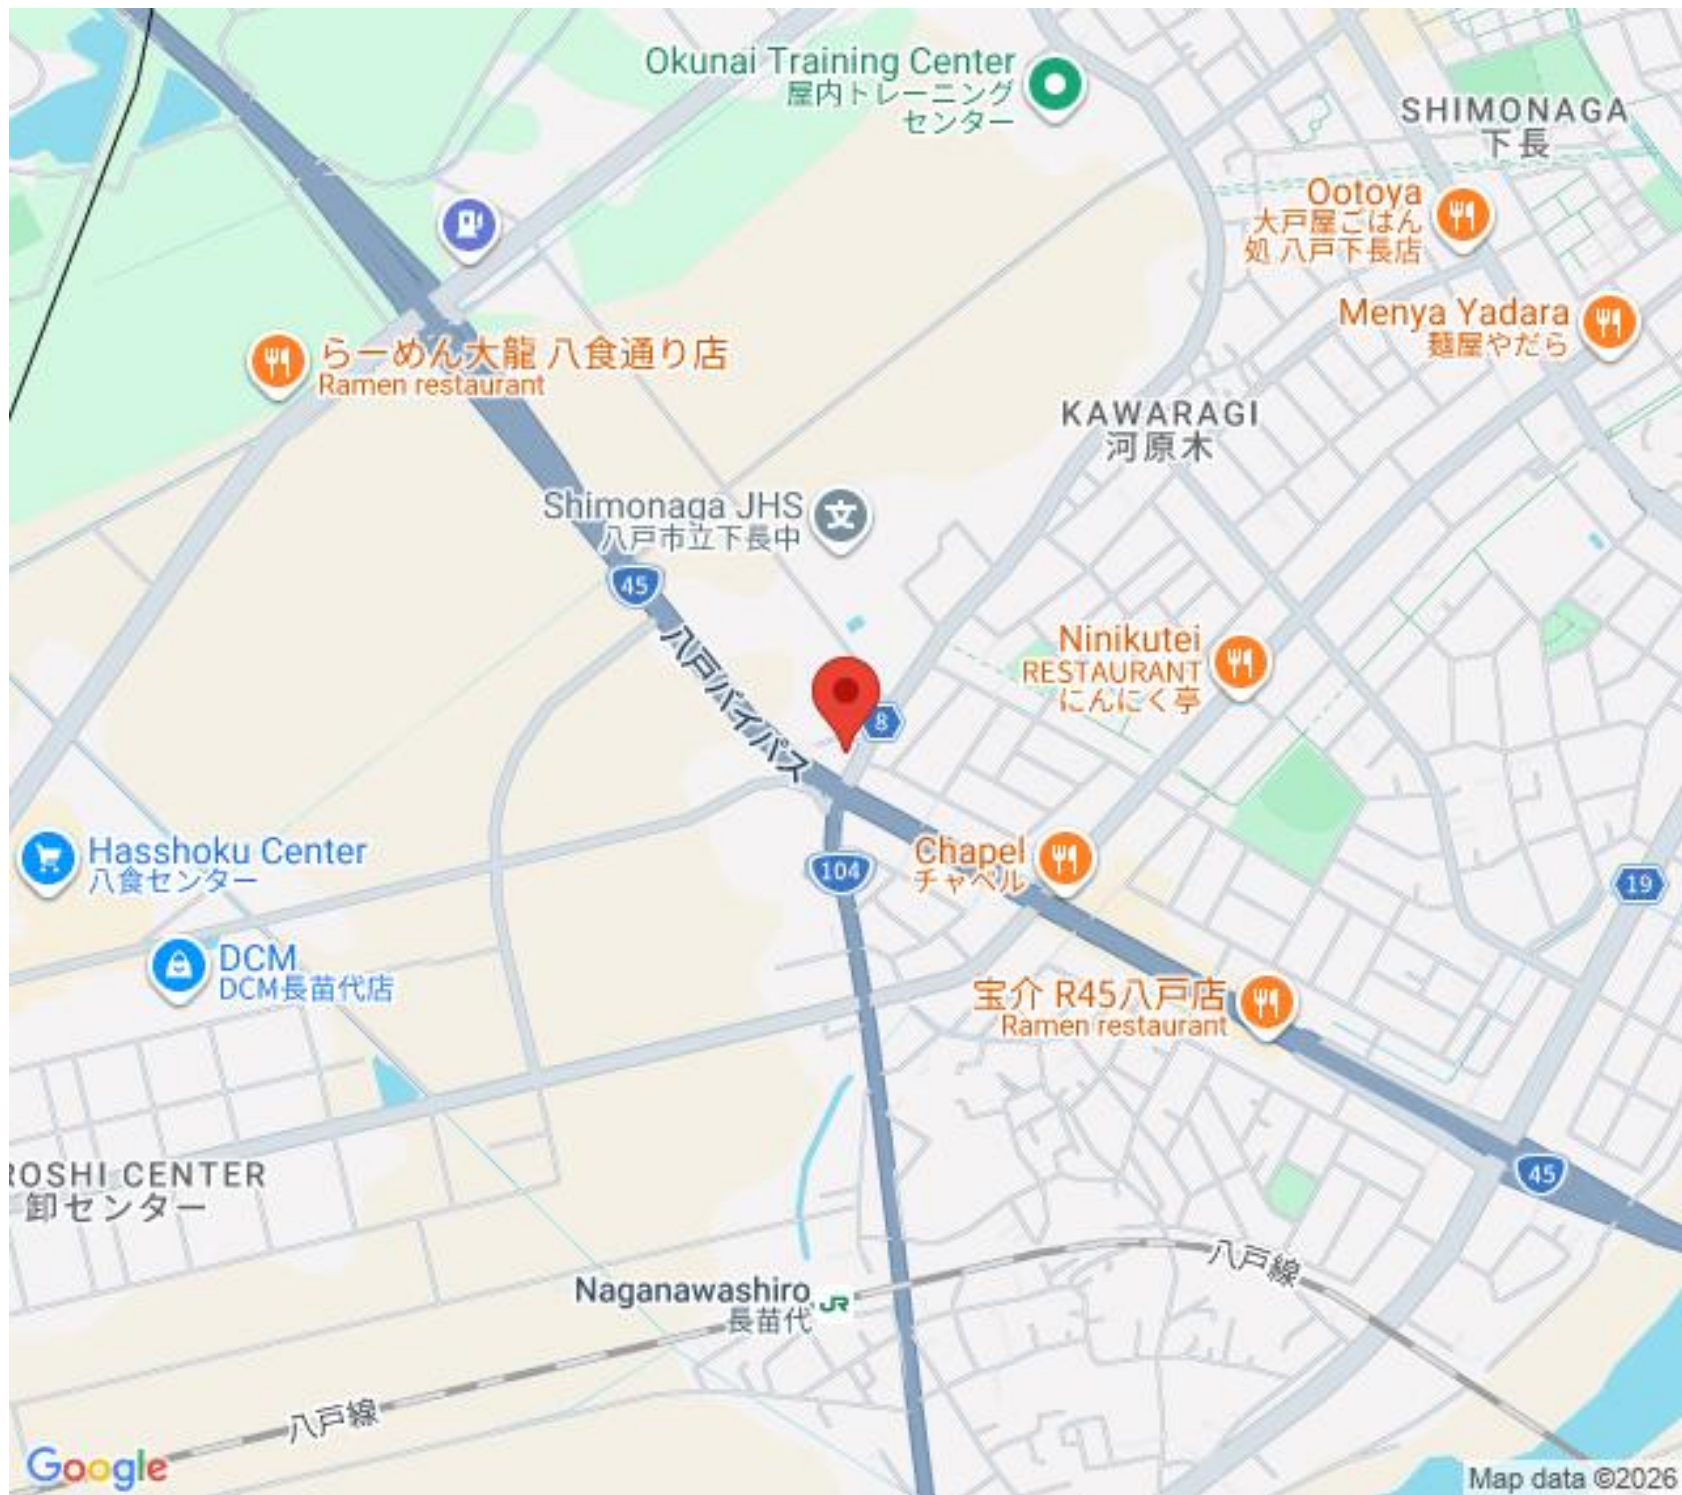 Okunai Training Center
屋内トレーニング
センター
SHIMONAGA
下長
Ootoya
大戸屋ごはん
処 八戸下長店
Menya Yadara
麺屋やだら
らーめん大龍 八食通り店
Ramen restaurant
KAWARAGI
河原木
Shimonaga JHS
八戸市立下長中
文
45
八戸バイパス
Ninikutei
RESTAURANT
にんにく亭
8
Hasshoku Center
八食センター
104
Chapel
チャペル
19
DCM
DCM長苗代店
宝介 R45八戸店
Ramen restaurant
ROSHI CENTER
卸センター
45
八戸線
Naganawashiro
長苗代
JR
八戸線
Google
Map data ©2026